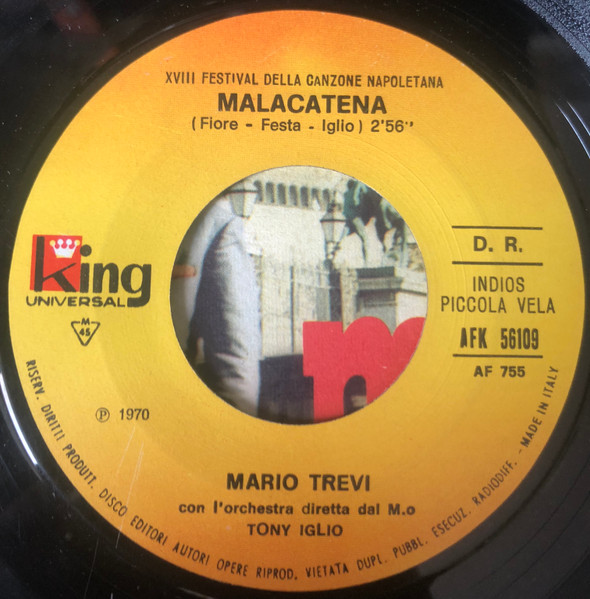 XVIII FESTIVAL DELLA CANZONE NAPOLETANA
MALACATENA
(Fiore - Festa - Iglio) 2'56''
king
UNIVERSAL
M
45
D. R.
INDIOS
PICCOLA VELA
AFK 56109
AF 755
℗ 1970
m
MARIO TREVI
con l'orchestra diretta dal M.o
TONY IGLIO
RISERV. DIRITTI PRODUTT. DISCO EDITORI AUTORI OPERE RIPROD, VIETATA DUPL. PUBBL. ESECUZ. RADIODIFF. - MADE IN ITALY